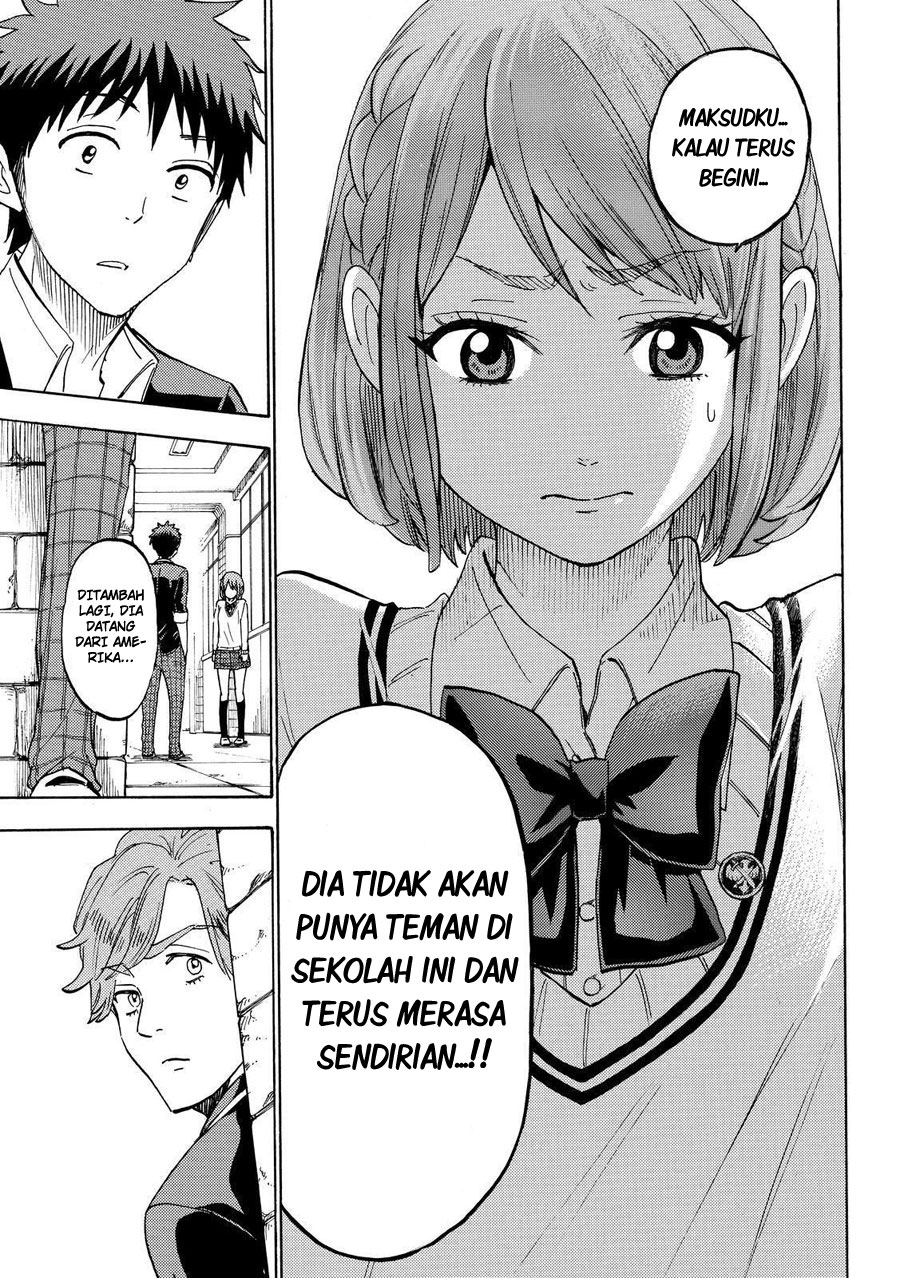 MAKSUDKU...
KALAU TERUS
BEGINI...
DIA TIDAK AKAN
PUNYA TEMAN DI
SEKOLAH INI DAN
TERUS MERASA
SENDIRIAN...!!
DITAMBAH
LAGI, DIA
DATANG
DARI AME-
RIKA...